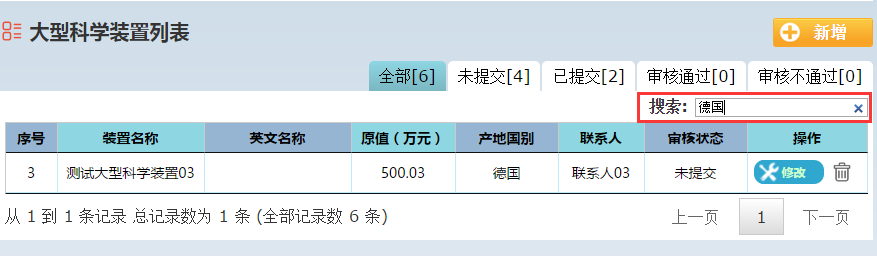 大型科学装置列表
新增
全部[6] 未提交[4] 已提交[2] 审核通过[0] 审核不通过[0]
搜索: 德国
序号 装置名称 英文名称 原值（万元） 产地国别 联系人 审核状态 操作
3 测试大型科学装置03 500.03 德国 联系人03 未提交 修改
从 1 到 1 条记录 总记录数为 1 条 (全部记录数 6 条) 上一页 1 下一页